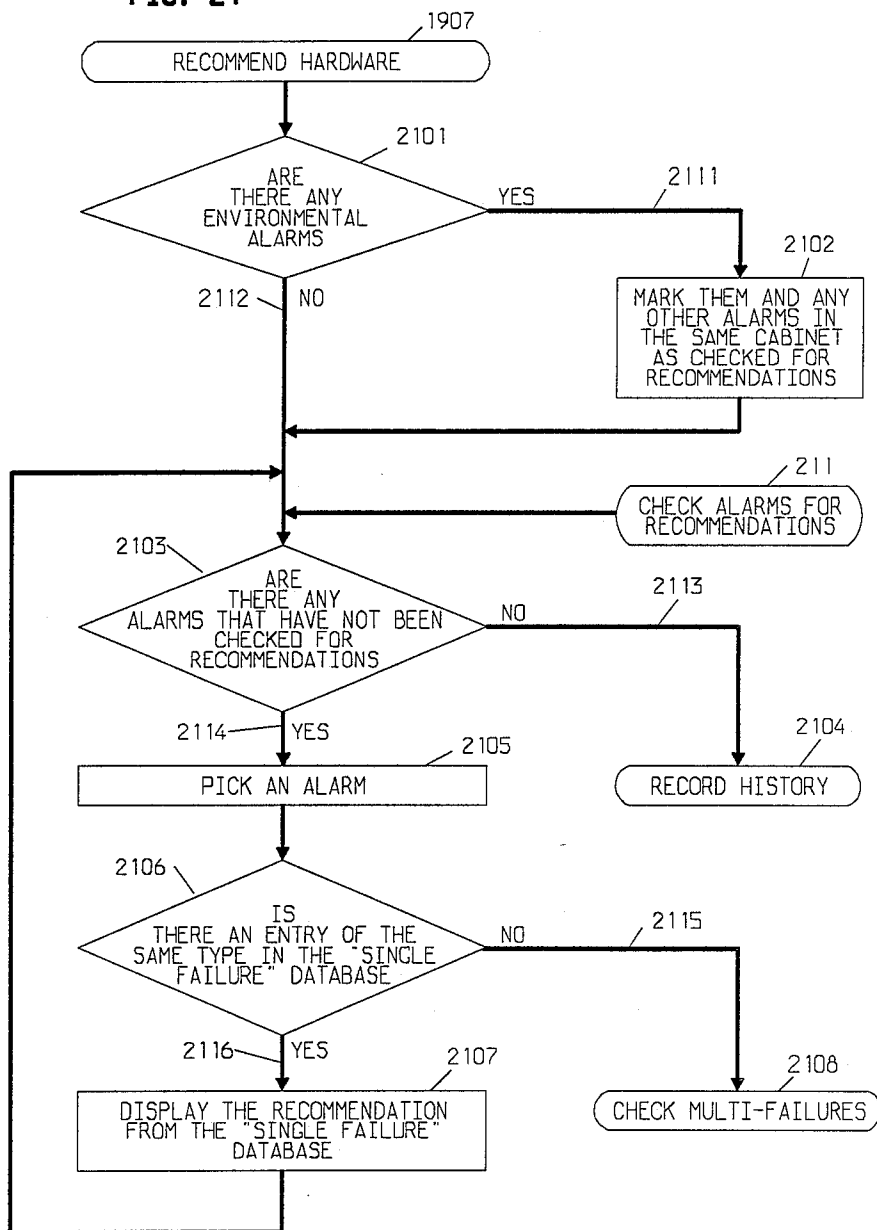 FIG. 21
1907
RECOMMEND HARDWARE
2101
ARE
THERE ANY
ENVIRONMENTAL
ALARMS
YES
2111
2112
NO
2102
MARK THEM AND ANY
OTHER ALARMS IN
THE SAME CABINET
AS CHECKED FOR
RECOMMENDATIONS
211
CHECK ALARMS FOR
RECOMMENDATIONS
2103
ARE
THERE ANY
ALARMS THAT HAVE NOT BEEN
CHECKED FOR
RECOMMENDATIONS
NO
2113
2114
YES
2105
PICK AN ALARM
2104
RECORD HISTORY
2106
IS
THERE AN ENTRY OF THE
SAME TYPE IN THE "SINGLE
FAILURE" DATABASE
NO
2115
2116
YES
2107
DISPLAY THE RECOMMENDATION
FROM THE "SINGLE FAILURE"
DATABASE
2108
CHECK MULTI-FAILURES